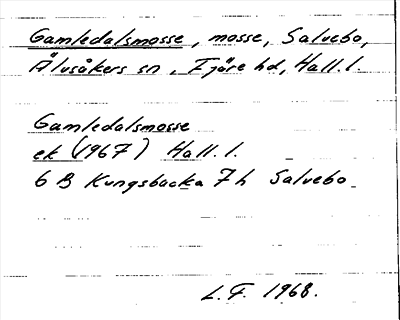 Gamledalsmosse, mosse, Salvebo,
Älvsåkers sn, Fjäre hd, Hall. l.
Gamledalsmosse
ek (1967) Hall. l.
6 B Kungsbacka 7 h Salvebo
L. F. 1968.